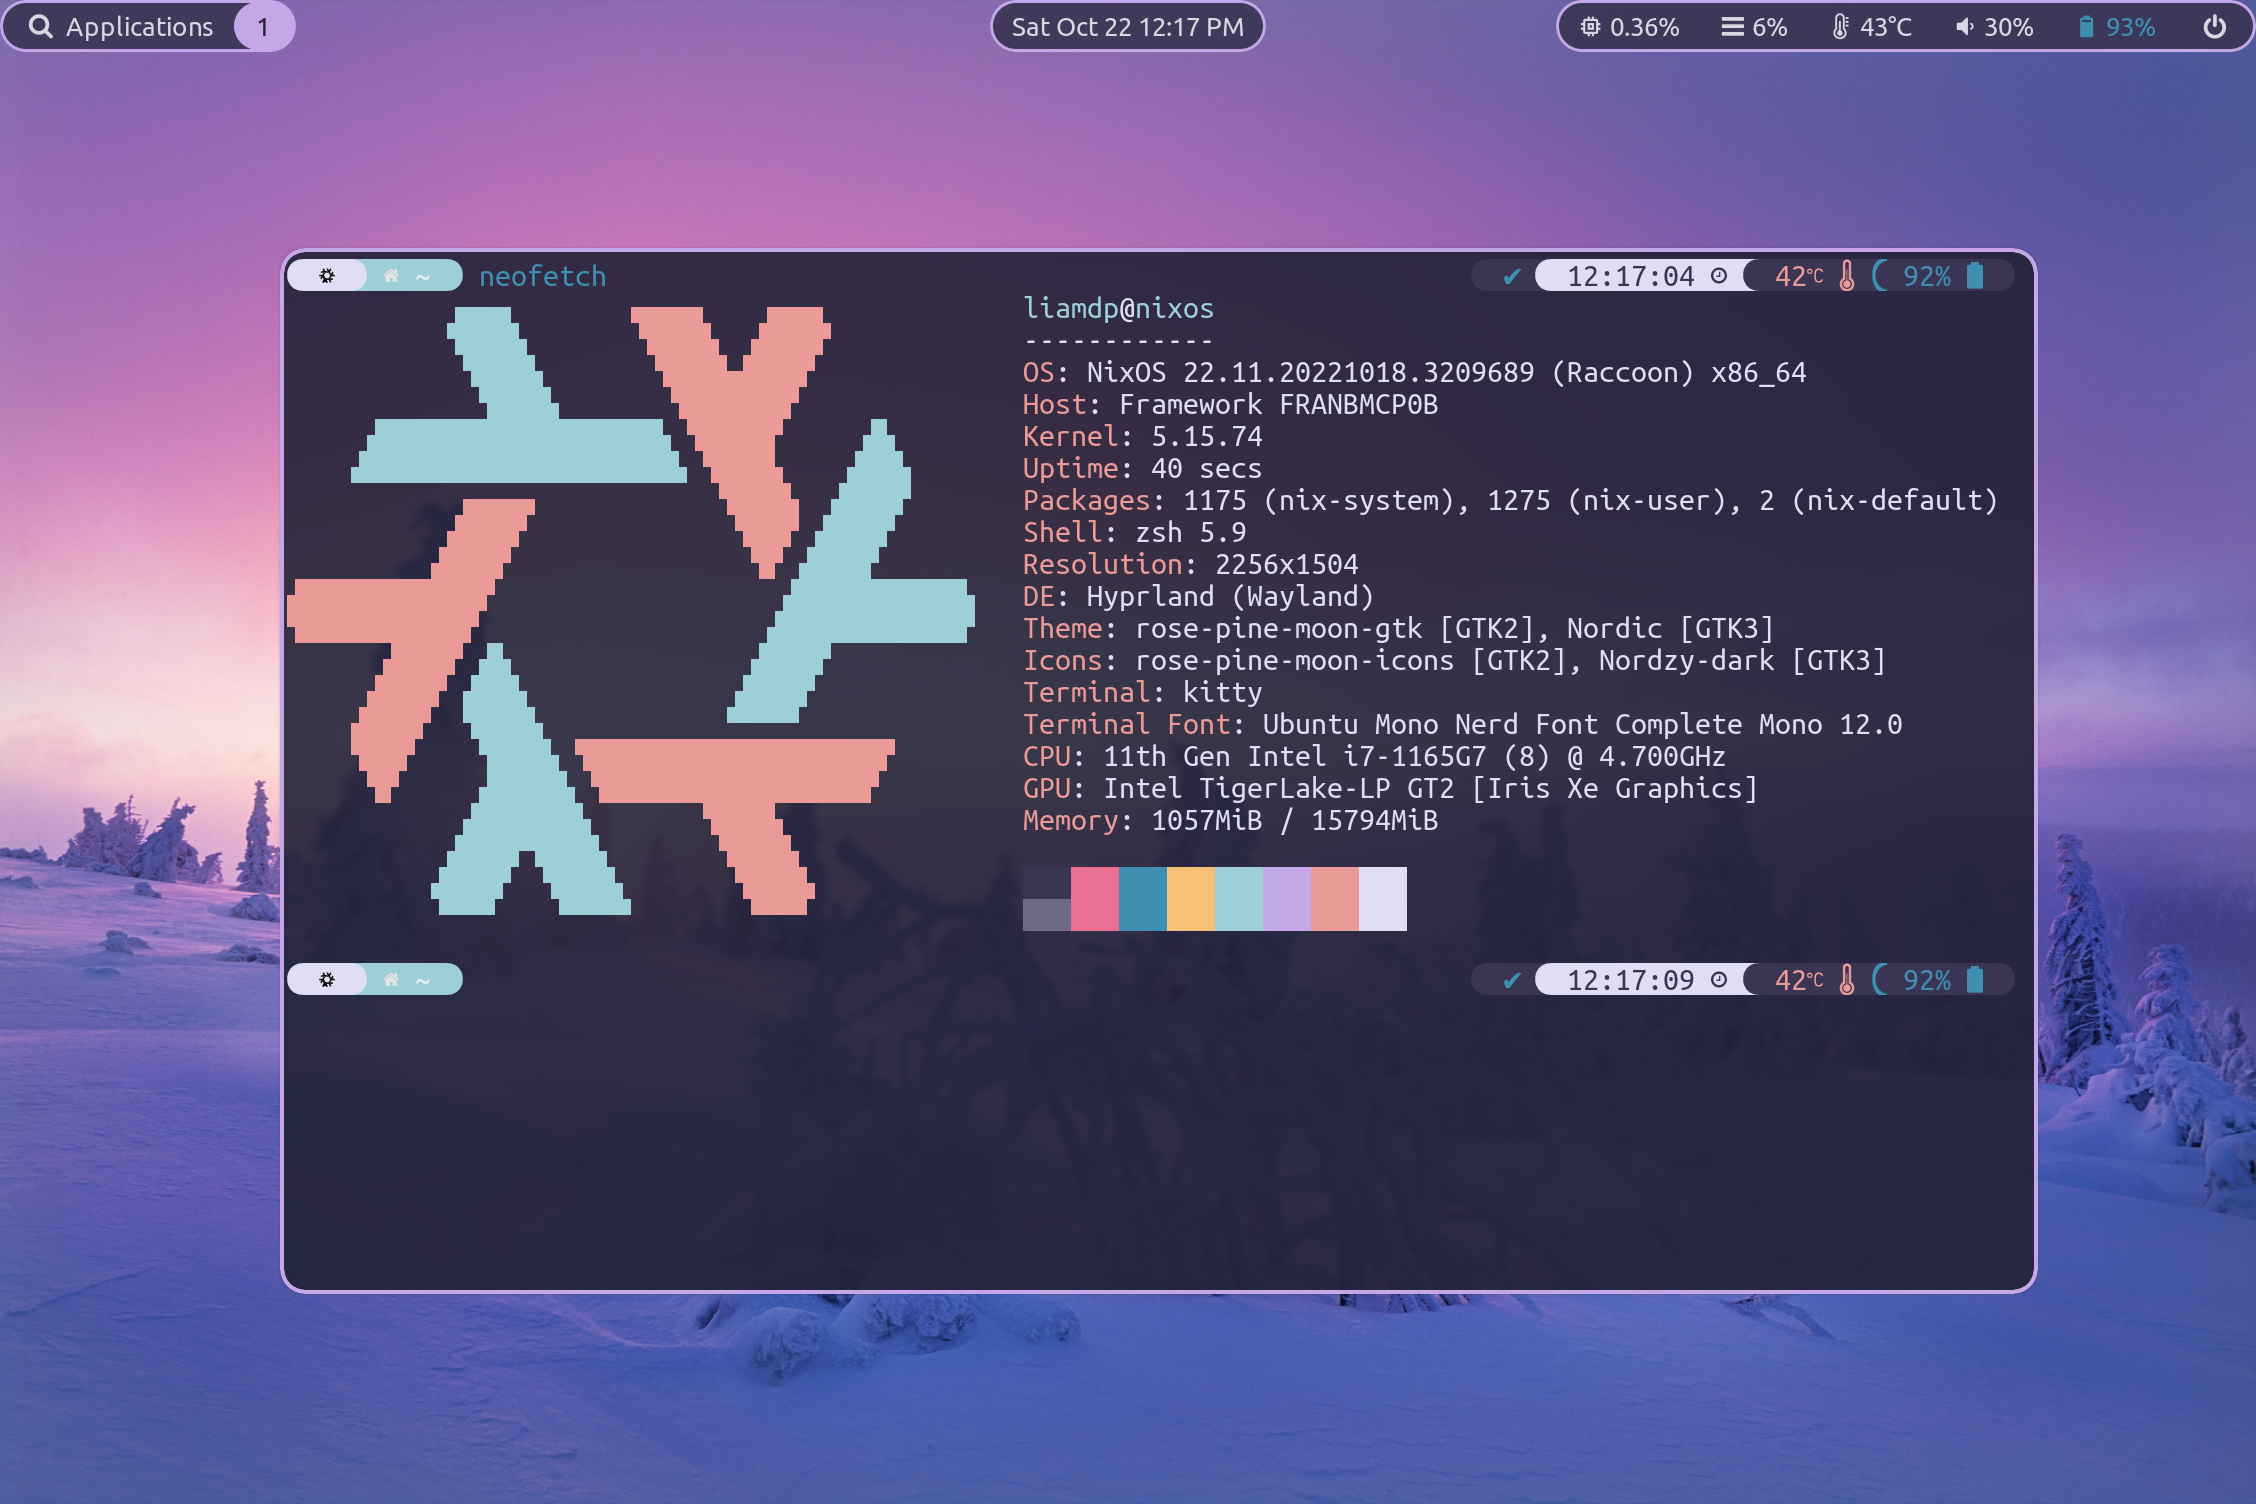 Applications 1 Sat Oct 22 12:17 PM 0.36% 6% 43°C 30% 93%
~ neofetch ✔ 12:17:04 42°C 92%
liamdp@nixos
------------
OS: NixOS 22.11.20221018.3209689 (Raccoon) x86_64
Host: Framework FRANBMCP0B
Kernel: 5.15.74
Uptime: 40 secs
Packages: 1175 (nix-system), 1275 (nix-user), 2 (nix-default)
Shell: zsh 5.9
Resolution: 2256x1504
DE: Hyprland (Wayland)
Theme: rose-pine-moon-gtk [GTK2], Nordic [GTK3]
Icons: rose-pine-moon-icons [GTK2], Nordzy-dark [GTK3]
Terminal: kitty
Terminal Font: Ubuntu Mono Nerd Font Complete Mono 12.0
CPU: 11th Gen Intel i7-1165G7 (8) @ 4.700GHz
GPU: Intel TigerLake-LP GT2 [Iris Xe Graphics]
Memory: 1057MiB / 15794MiB
~ ✔ 12:17:09 42°C 92%